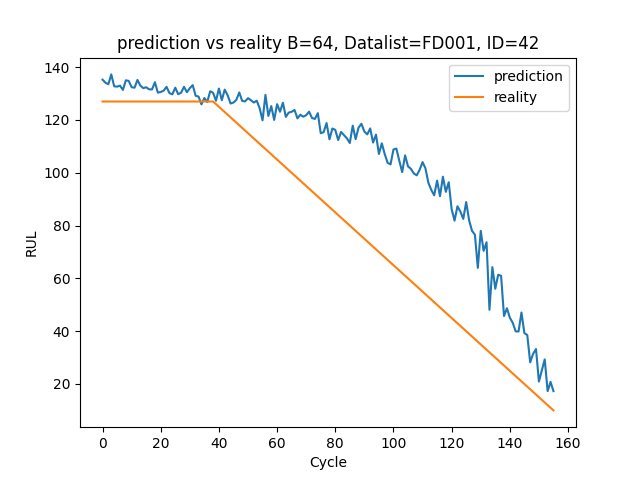 prediction vs reality B=64, Datalist=FD001, ID=42
prediction
reality
RUL
140
120
100
80
60
40
20
0 20 40 60 80 100 120 140 160
Cycle